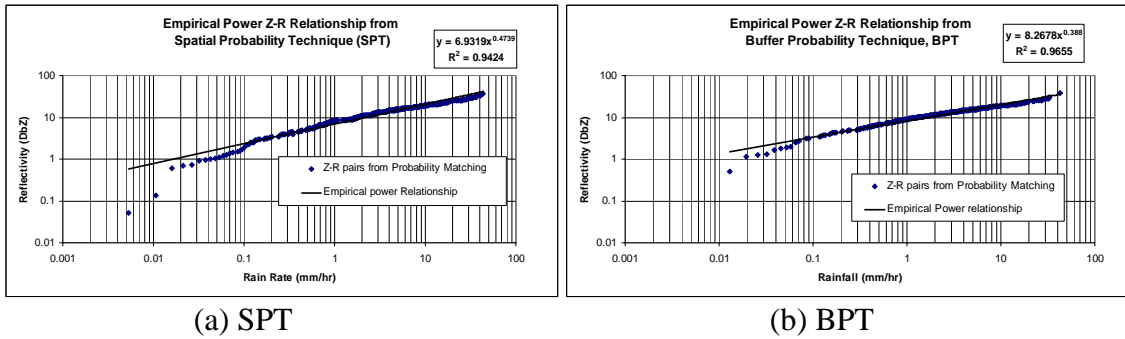 Empirical Power Z-R Relationship from
Spatial Probability Technique (SPT)
y = 6.9319x^0.4739
R² = 0.9424
100
10
1
0.1
0.01
Reflectivity (DbZ)
Z-R pairs from Probability Matching
Empirical power Relationship
0.001
0.01
0.1
1
10
100
Rain Rate (mm/hr)
(a) SPT
Empirical Power Z-R Relationship from
Buffer Probability Technique, BPT
y = 8.2678x^0.388
R² = 0.9655
100
10
1
0.1
0.01
Reflectivity (DbZ)
Z-R pairs from Probability Matching
Empirical Power relationship
0.001
0.01
0.1
1
10
100
Rainfall (mm/hr)
(b) BPT